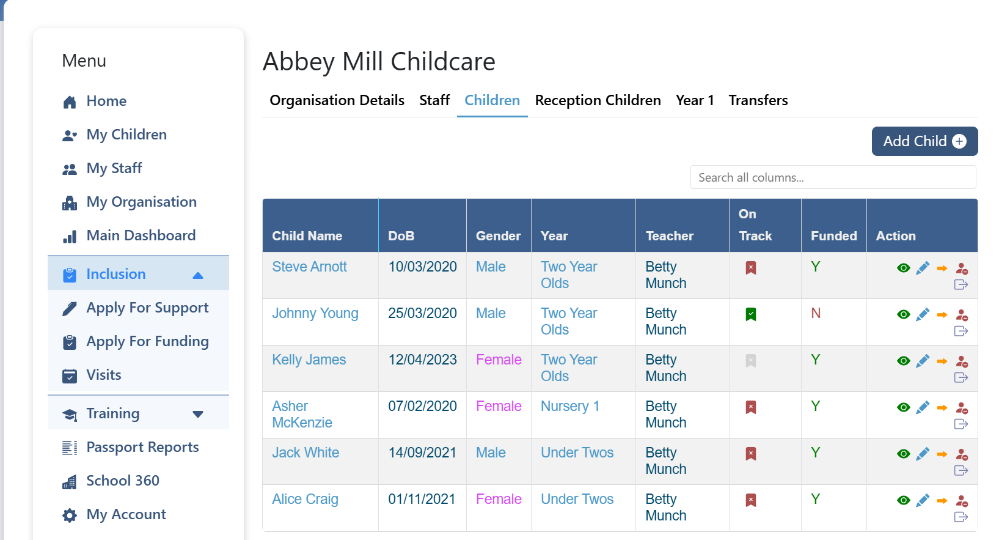 Menu
Home
My Children
My Staff
My Organisation
Main Dashboard
Inclusion
Apply For Support
Apply For Funding
Visits
Training
Passport Reports
School 360
My Account
Abbey Mill Childcare
Organisation Details Staff Children Reception Children Year 1 Transfers
Add Child
Search all columns...
Child Name DoB Gender Year Teacher On Track Funded Action
Steve Arnott 10/03/2020 Male Two Year Olds Betty Munch Y
Johnny Young 25/03/2020 Male Two Year Olds Betty Munch N
Kelly James 12/04/2023 Female Two Year Olds Betty Munch Y
Asher McKenzie 07/02/2020 Female Nursery 1 Betty Munch Y
Jack White 14/09/2021 Male Under Twos Betty Munch Y
Alice Craig 01/11/2021 Female Under Twos Betty Munch Y